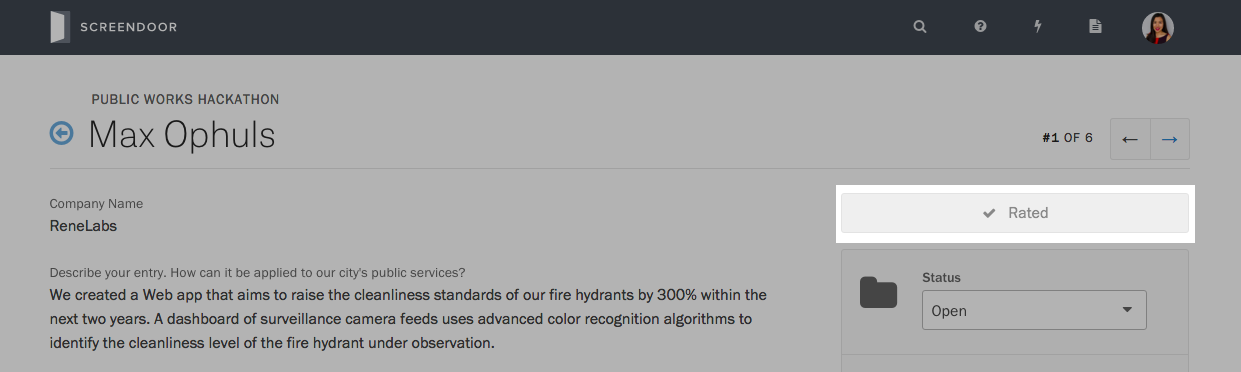 SCREENDOOR
PUBLIC WORKS HACKATHON
Max Ophuls
#1 OF 6
Company Name
ReneLabs
Rated
Describe your entry. How can it be applied to our city's public services?
We created a Web app that aims to raise the cleanliness standards of our fire hydrants by 300% within the
next two years. A dashboard of surveillance camera feeds uses advanced color recognition algorithms to
identify the cleanliness level of the fire hydrant under observation.
Status
Open